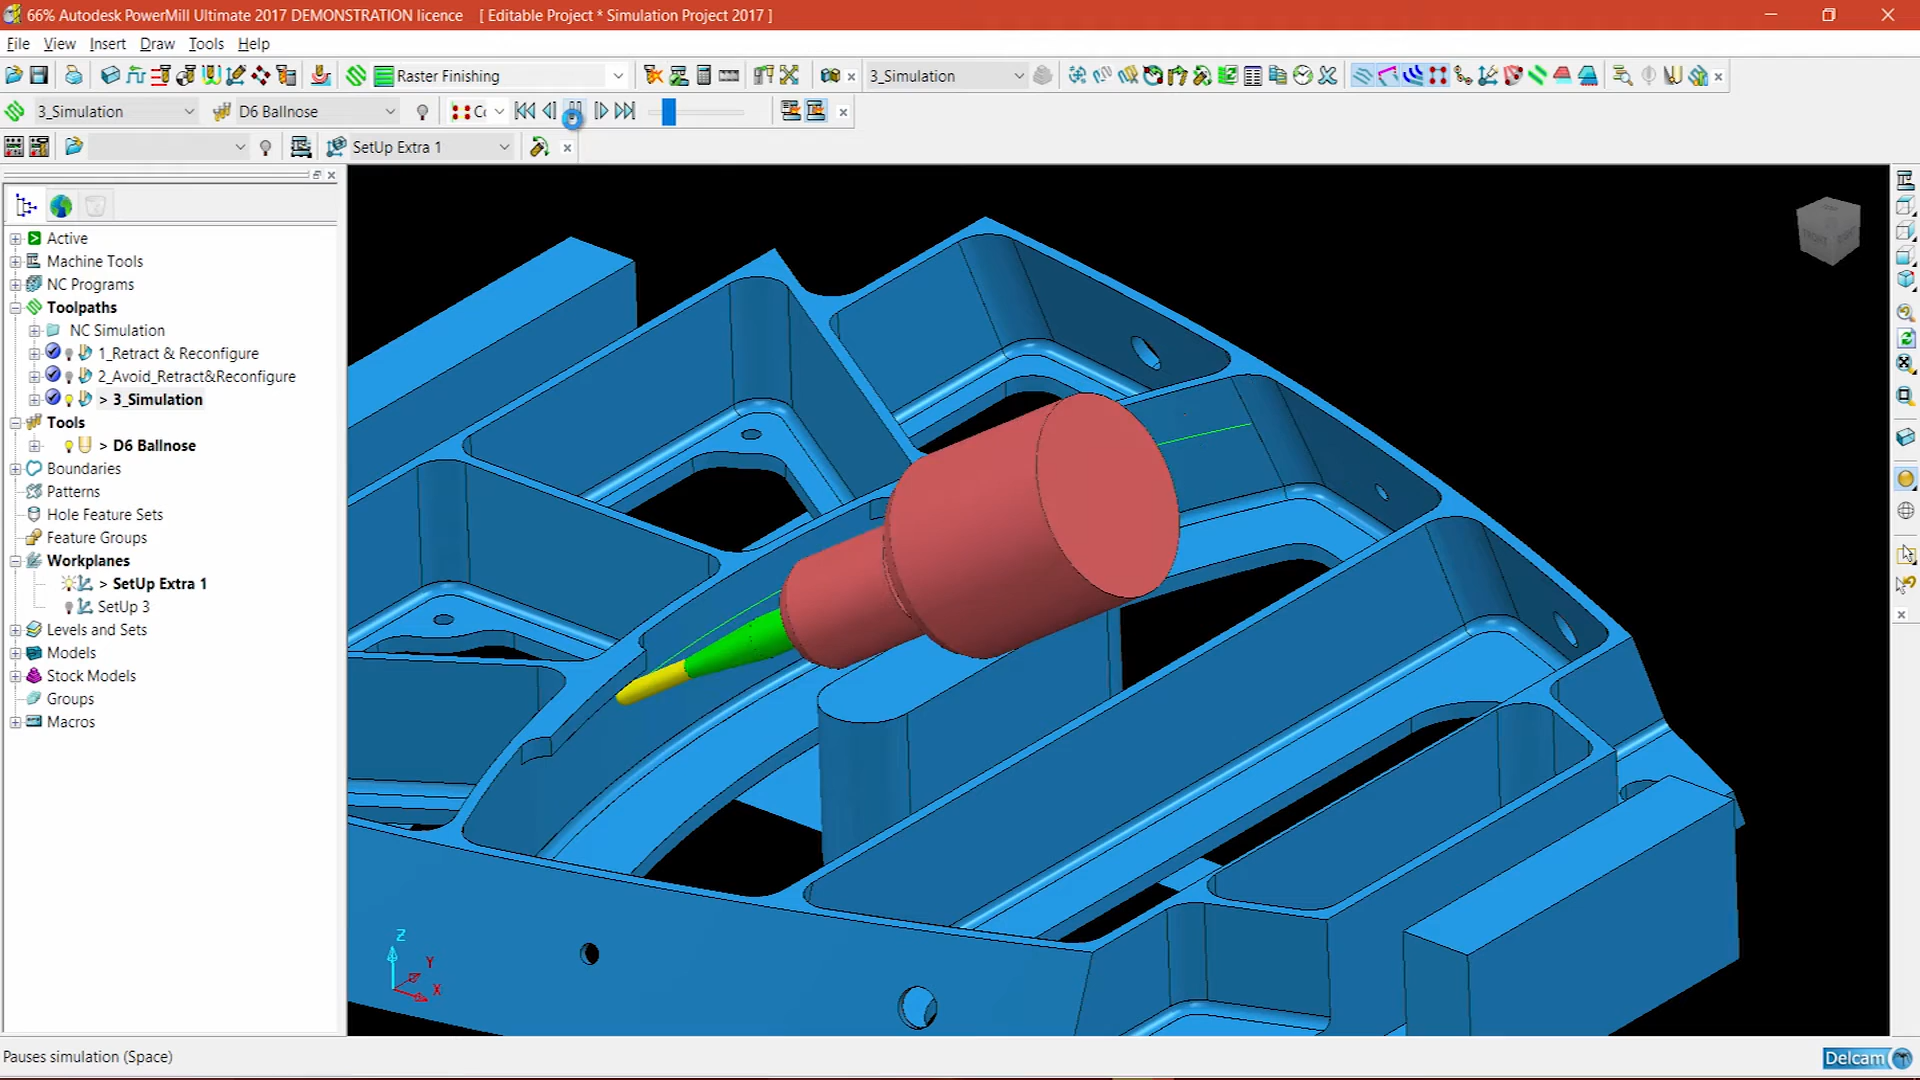 66% Autodesk PowerMill Ultimate 2017 DEMONSTRATION licence [ Editable Project * Simulation Project 2017 ]
File View Insert Draw Tools Help
Raster Finishing 3_Simulation
3_Simulation D6 Ballnose
SetUp Extra 1
Active
Machine Tools
NC Programs
Toolpaths
NC Simulation
1_Retract & Reconfigure
2_Avoid_Retract&Reconfigure
> 3_Simulation
Tools
> D6 Ballnose
Boundaries
Patterns
Hole Feature Sets
Feature Groups
Workplanes
> SetUp Extra 1
SetUp 3
Levels and Sets
Models
Stock Models
Groups
Macros
Z
Y
X
Pauses simulation (Space)
Delcam